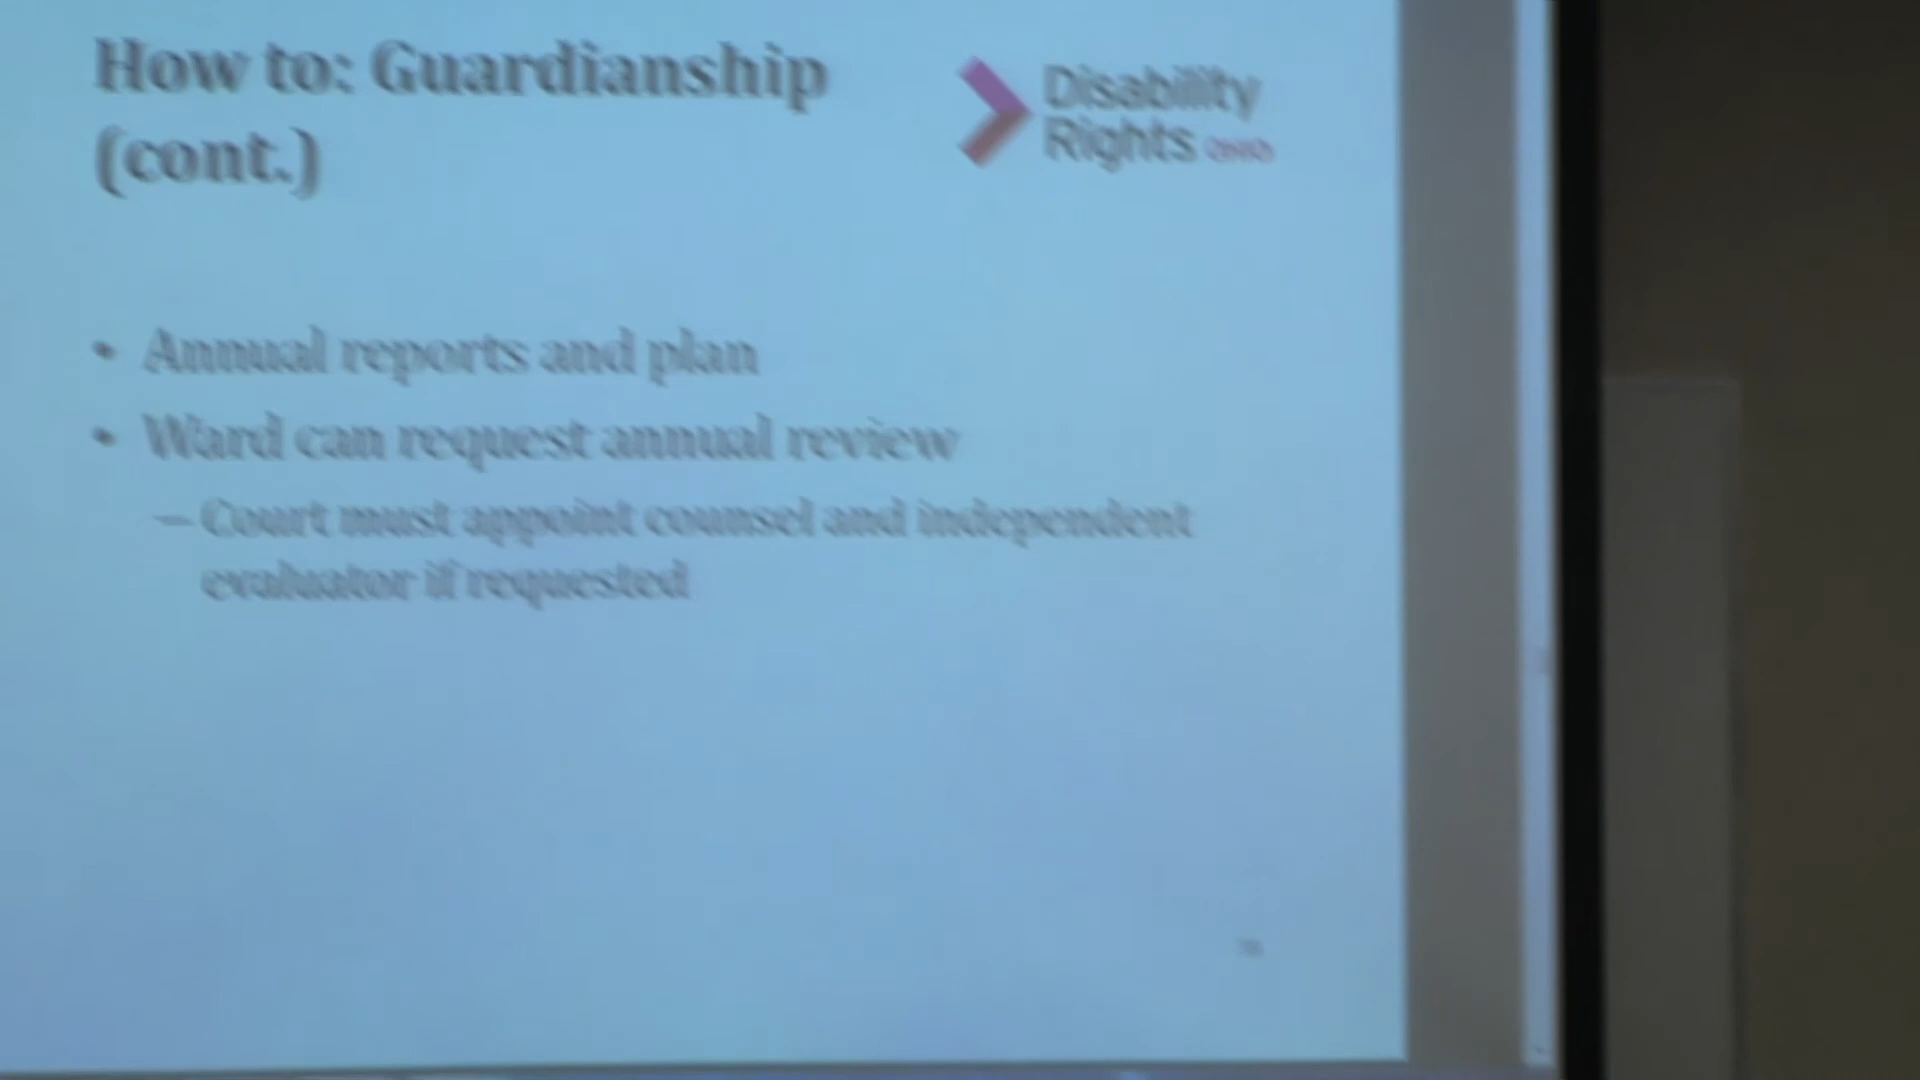 How to: Guardianship
(cont.)
Disability
Rights OHIO
• Annual reports and plan
• Ward can request annual review
– Court must appoint counsel and independent
evaluator if requested